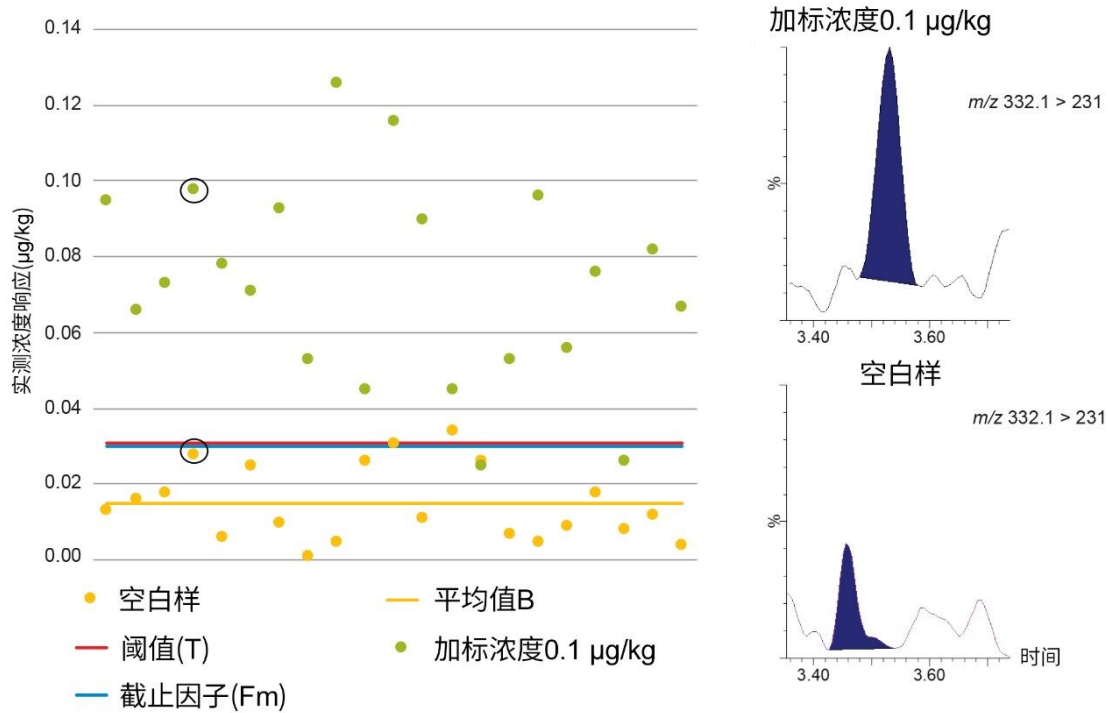 0.14
0.12
0.10
0.08
0.06
0.04
0.02
0.00
实测浓度响应(µg/kg)
空白样
平均值B
阈值(T)
加标浓度0.1 µg/kg
截止因子(Fm)
加标浓度0.1 µg/kg
m/z 332.1 > 231
%
3.40
3.60
空白样
m/z 332.1 > 231
%
3.40
3.60
时间